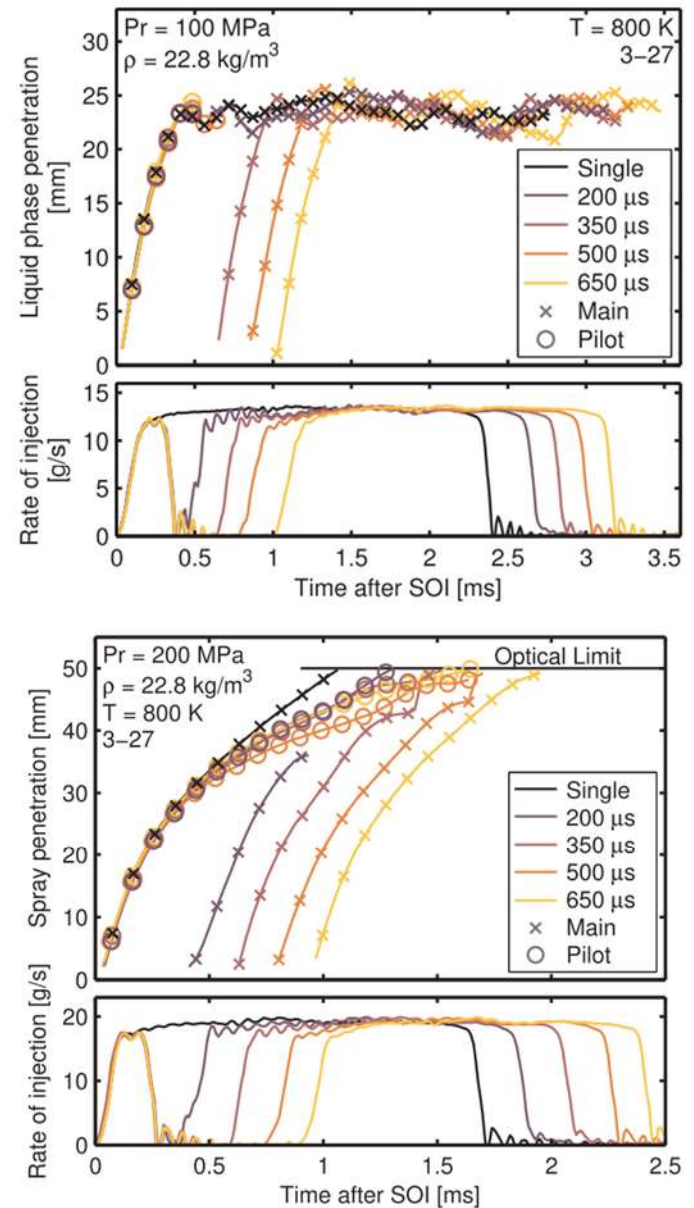 Pr = 100 MPa
ρ = 22.8 kg/m³
T = 800 K
3–27
Liquid phase penetration
[mm]
30
25
20
15
10
5
0
Single
200 μs
350 μs
500 μs
650 μs
Main
Pilot
Rate of injection
[g/s]
15
10
5
0
0 0.5 1 1.5 2 2.5 3 3.5
Time after SOI [ms]
Pr = 200 MPa
ρ = 22.8 kg/m³
T = 800 K
3–27
Optical Limit
Spray penetration [mm]
50
40
30
20
10
0
Single
200 μs
350 μs
500 μs
650 μs
Main
Pilot
Rate of injection [g/s]
20
10
0
0 0.5 1 1.5 2 2.5
Time after SOI [ms]